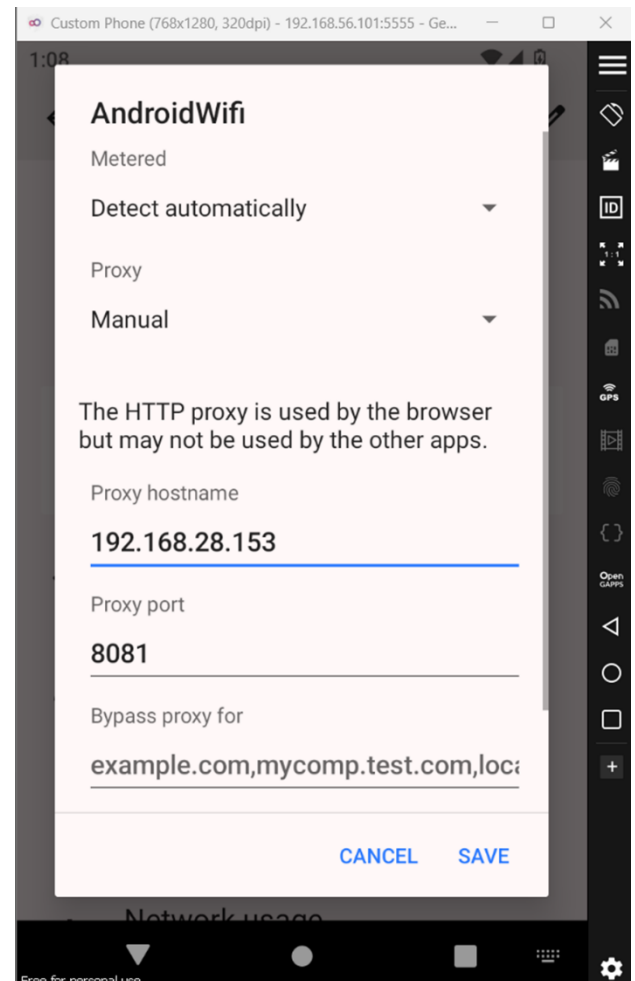 Custom Phone (768x1280, 320dpi) - 192.168.56.101:5555 - Ge...
1:08
AndroidWifi
Metered
Detect automatically
ID
Proxy
1:1
Manual
GPS
The HTTP proxy is used by the browser
but may not be used by the other apps.
Proxy hostname
192.168.28.153
Open
GAPPS
Proxy port
8081
Bypass proxy for
example.com,mycomp.test.com,loca
CANCEL SAVE
Network usage
Free for personal use